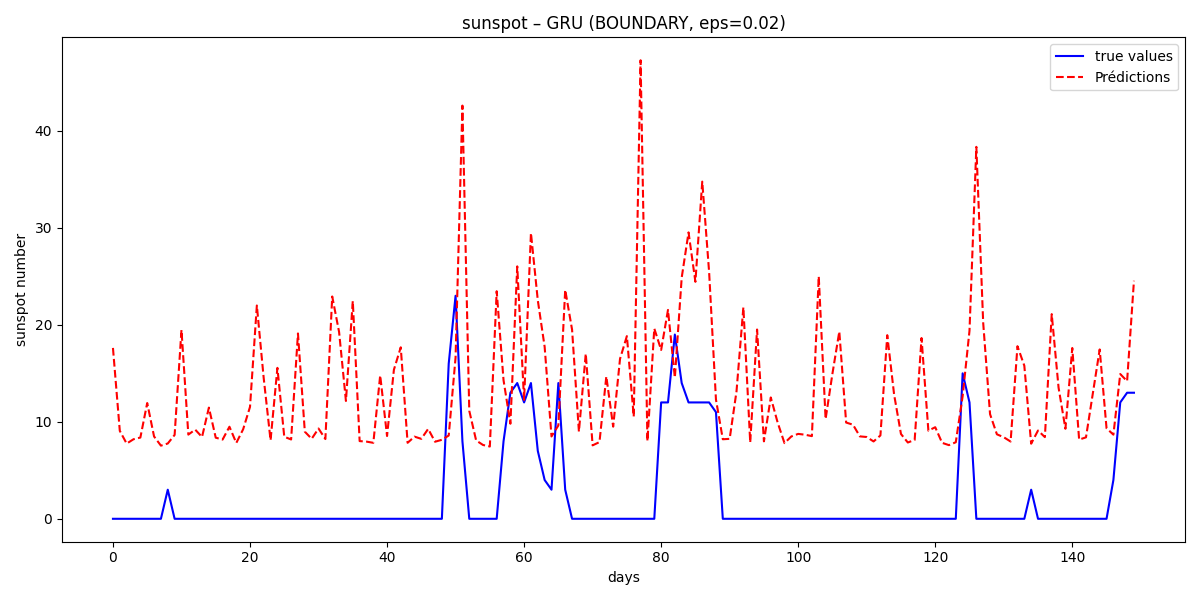 sunspot – GRU (BOUNDARY, eps=0.02)
true values
Prédictions
sunspot number
40
30
20
10
0
0 20 40 60 80 100 120 140
days